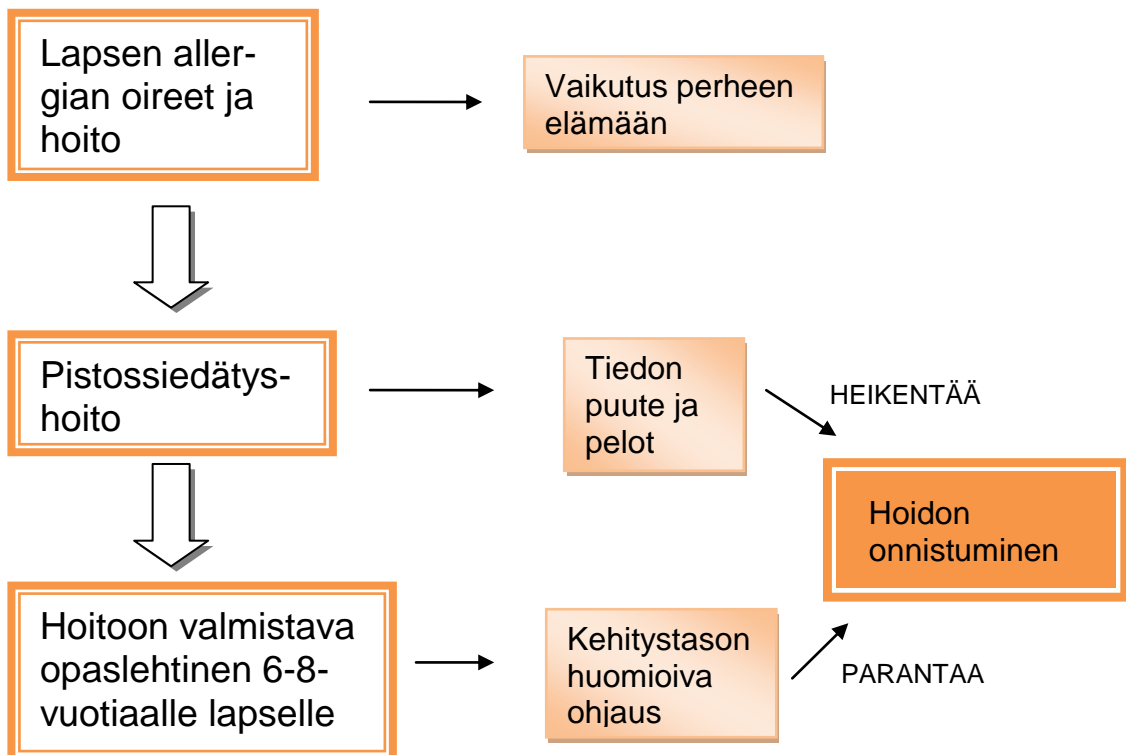 Lapsen aller-
gian oireet ja
hoito
Vaikutus perheen
elämään
Pistossiedätys-
hoito
Tiedon
puute ja
pelot
HEIKENTÄÄ
Hoidon
onnistuminen
Hoitoon valmistava
opaslehtinen 6-8-
vuotiaalle lapselle
Kehitystason
huomioiva
ohjaus
PARANTAA